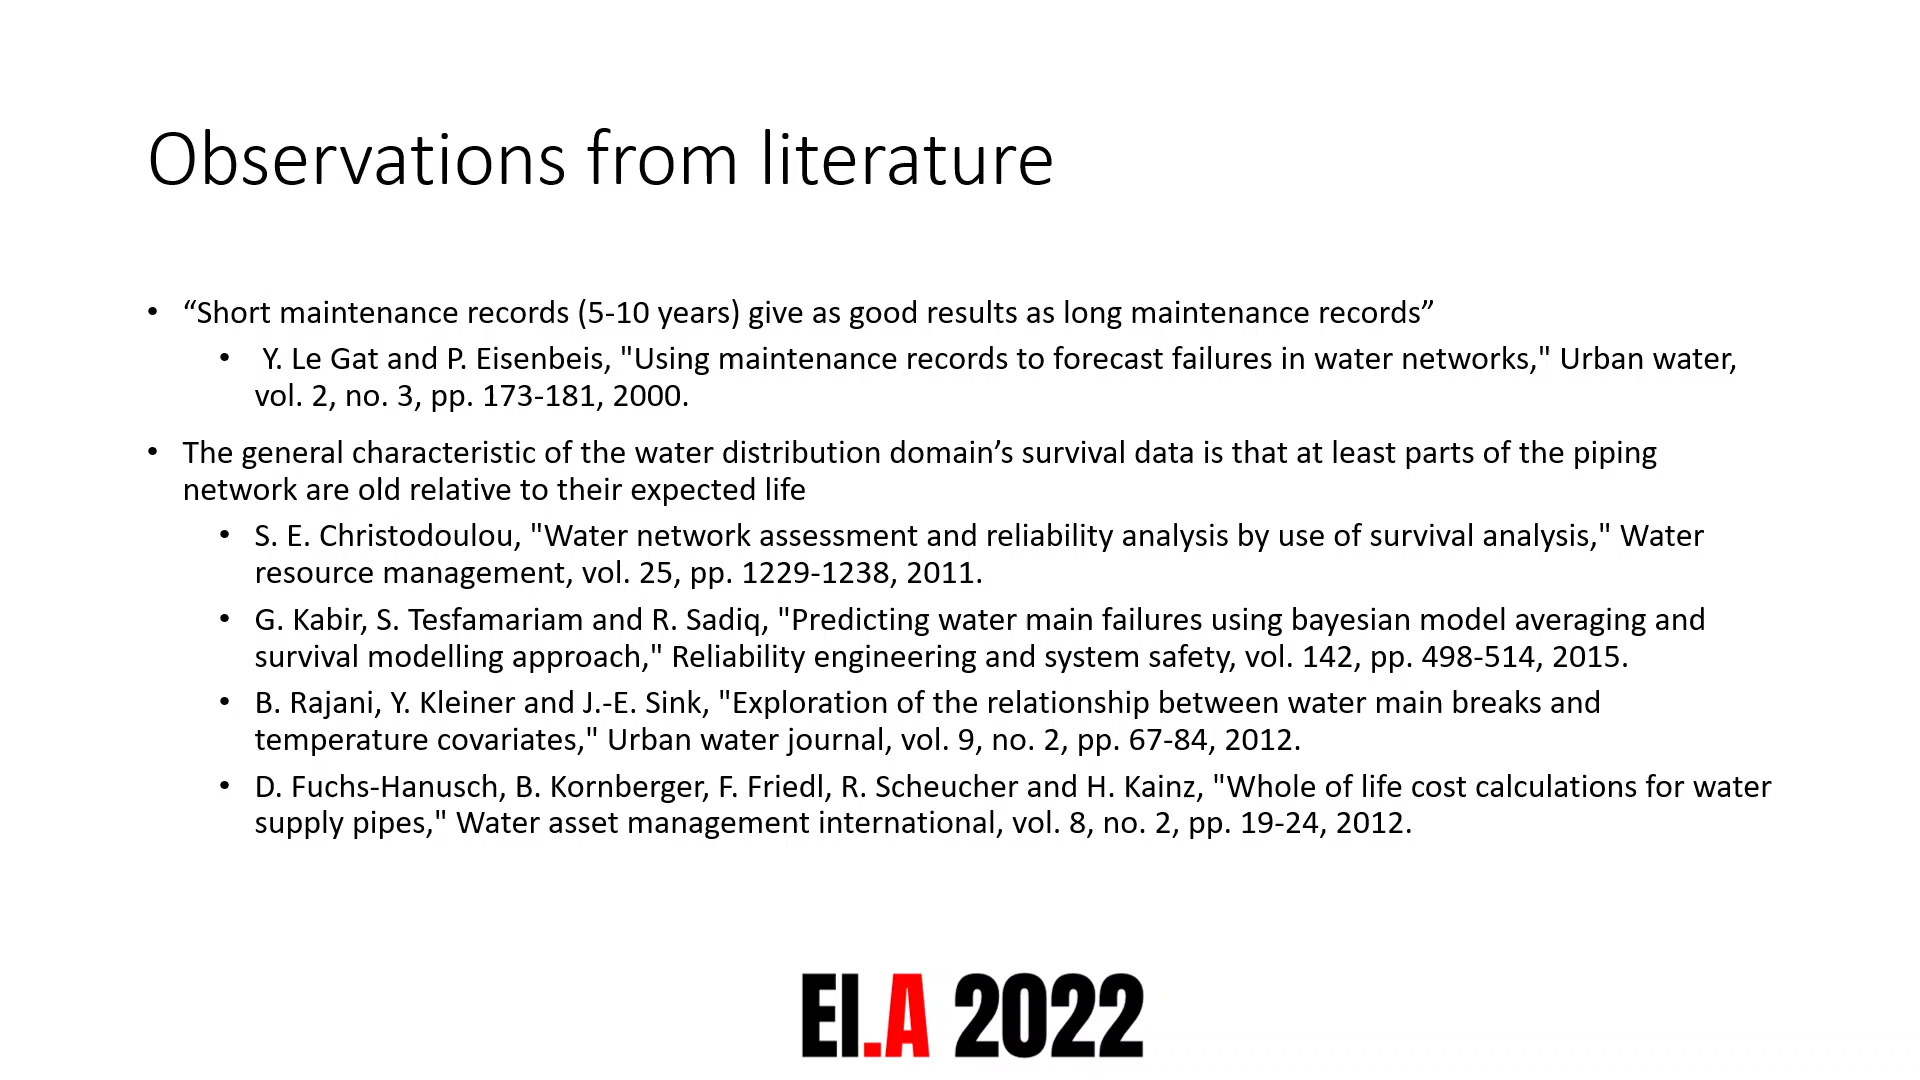 Observations from literature
• “Short maintenance records (5-10 years) give as good results as long maintenance records”
• Y. Le Gat and P. Eisenbeis, "Using maintenance records to forecast failures in water networks," Urban water,
vol. 2, no. 3, pp. 173-181, 2000.
• The general characteristic of the water distribution domain’s survival data is that at least parts of the piping
network are old relative to their expected life
• S. E. Christodoulou, "Water network assessment and reliability analysis by use of survival analysis," Water
resource management, vol. 25, pp. 1229-1238, 2011.
• G. Kabir, S. Tesfamariam and R. Sadiq, "Predicting water main failures using bayesian model averaging and
survival modelling approach," Reliability engineering and system safety, vol. 142, pp. 498-514, 2015.
• B. Rajani, Y. Kleiner and J.-E. Sink, "Exploration of the relationship between water main breaks and
temperature covariates," Urban water journal, vol. 9, no. 2, pp. 67-84, 2012.
• D. Fuchs-Hanusch, B. Kornberger, F. Friedl, R. Scheucher and H. Kainz, "Whole of life cost calculations for water
supply pipes," Water asset management international, vol. 8, no. 2, pp. 19-24, 2012.
EI.A 2022